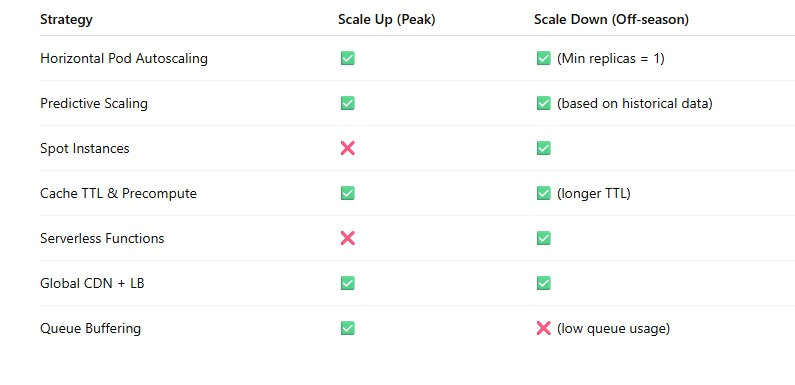 Strategy Scale Up (Peak) Scale Down (Off-season)
Horizontal Pod Autoscaling ✅ ✅ (Min replicas = 1)
Predictive Scaling ✅ ✅ (based on historical data)
Spot Instances ❌ ✅
Cache TTL & Precompute ✅ ✅ (longer TTL)
Serverless Functions ❌ ✅
Global CDN + LB ✅ ✅
Queue Buffering ✅ ❌ (low queue usage)